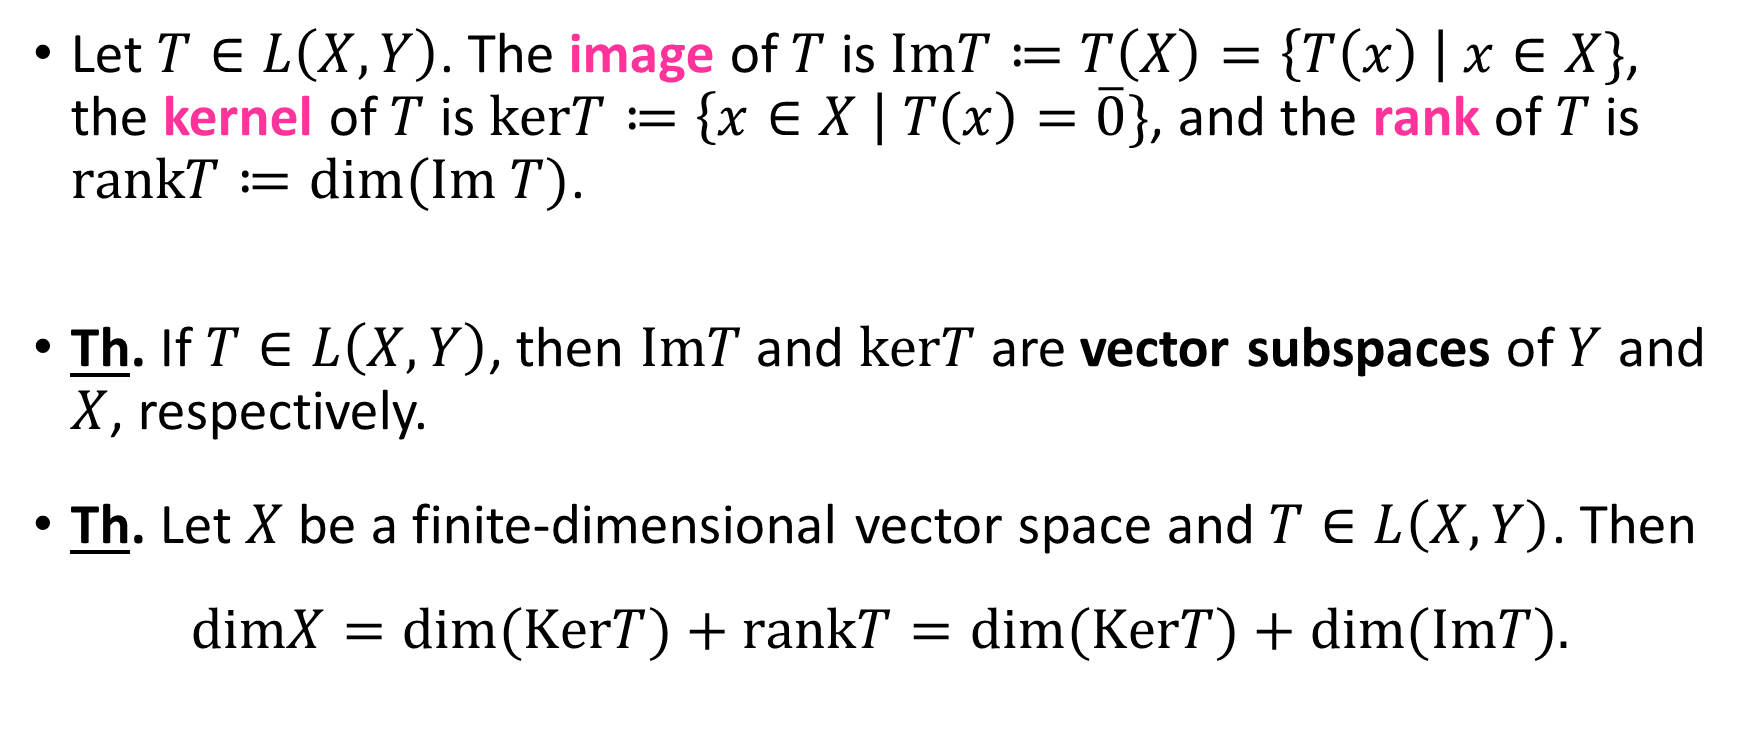 • Let 𝑇 ∈ 𝐿(𝑋, 𝑌). The image of 𝑇 is Im𝑇 ≔ 𝑇(𝑋) = {𝑇(𝑥) | 𝑥 ∈ 𝑋},
the kernel of 𝑇 is ker𝑇 ≔ {𝑥 ∈ 𝑋 | 𝑇(𝑥) = 0̅}, and the rank of 𝑇 is
rank𝑇 ≔ dim(Im 𝑇).
• Th. If 𝑇 ∈ 𝐿(𝑋, 𝑌), then Im𝑇 and ker𝑇 are vector subspaces of 𝑌 and
𝑋, respectively.
• Th. Let 𝑋 be a finite-dimensional vector space and 𝑇 ∈ 𝐿(𝑋, 𝑌). Then
dim𝑋 = dim(Ker𝑇) + rank𝑇 = dim(Ker𝑇) + dim(Im𝑇).